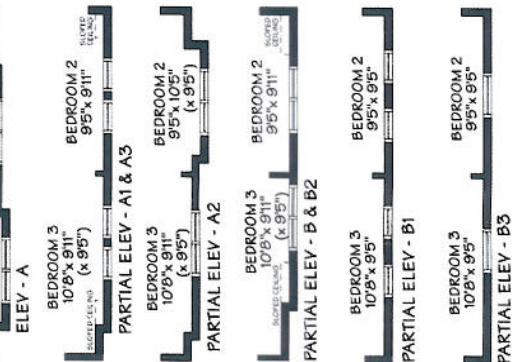 ELEV - A
BEDROOM 3
10'8"x 9'11"
(x 9'5")
BEDROOM 2
9'5"x 9'11"
SLOPED CEILING
SLOPED
CEILING
PARTIAL ELEV - A1 & A3
BEDROOM 3
10'8"x 9'11"
(x 9'5")
BEDROOM 2
9'5"x 10'5"
(x 9'5")
PARTIAL ELEV - A2
BEDROOM 3
10'8"x 9'11"
(x 9'5")
BEDROOM 2
9'5"x 9'11"
SLOPED CEILING
SLOPED
CEILING
PARTIAL ELEV - B & B2
BEDROOM 3
10'8"x 9'5"
BEDROOM 2
9'5"x 9'5"
PARTIAL ELEV - B1
BEDROOM 3
10'8"x 9'5"
BEDROOM 2
9'5"x 9'5"
PARTIAL ELEV - B3